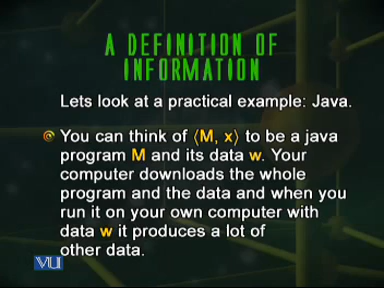 A DEFINITION OF
INFORMATION
Lets look at a practical example: Java.
You can think of ⟨M, x⟩ to be a java
program M and its data w. Your
computer downloads the whole
program and the data and when you
run it on your own computer with
data w it produces a lot of
other data.
VU